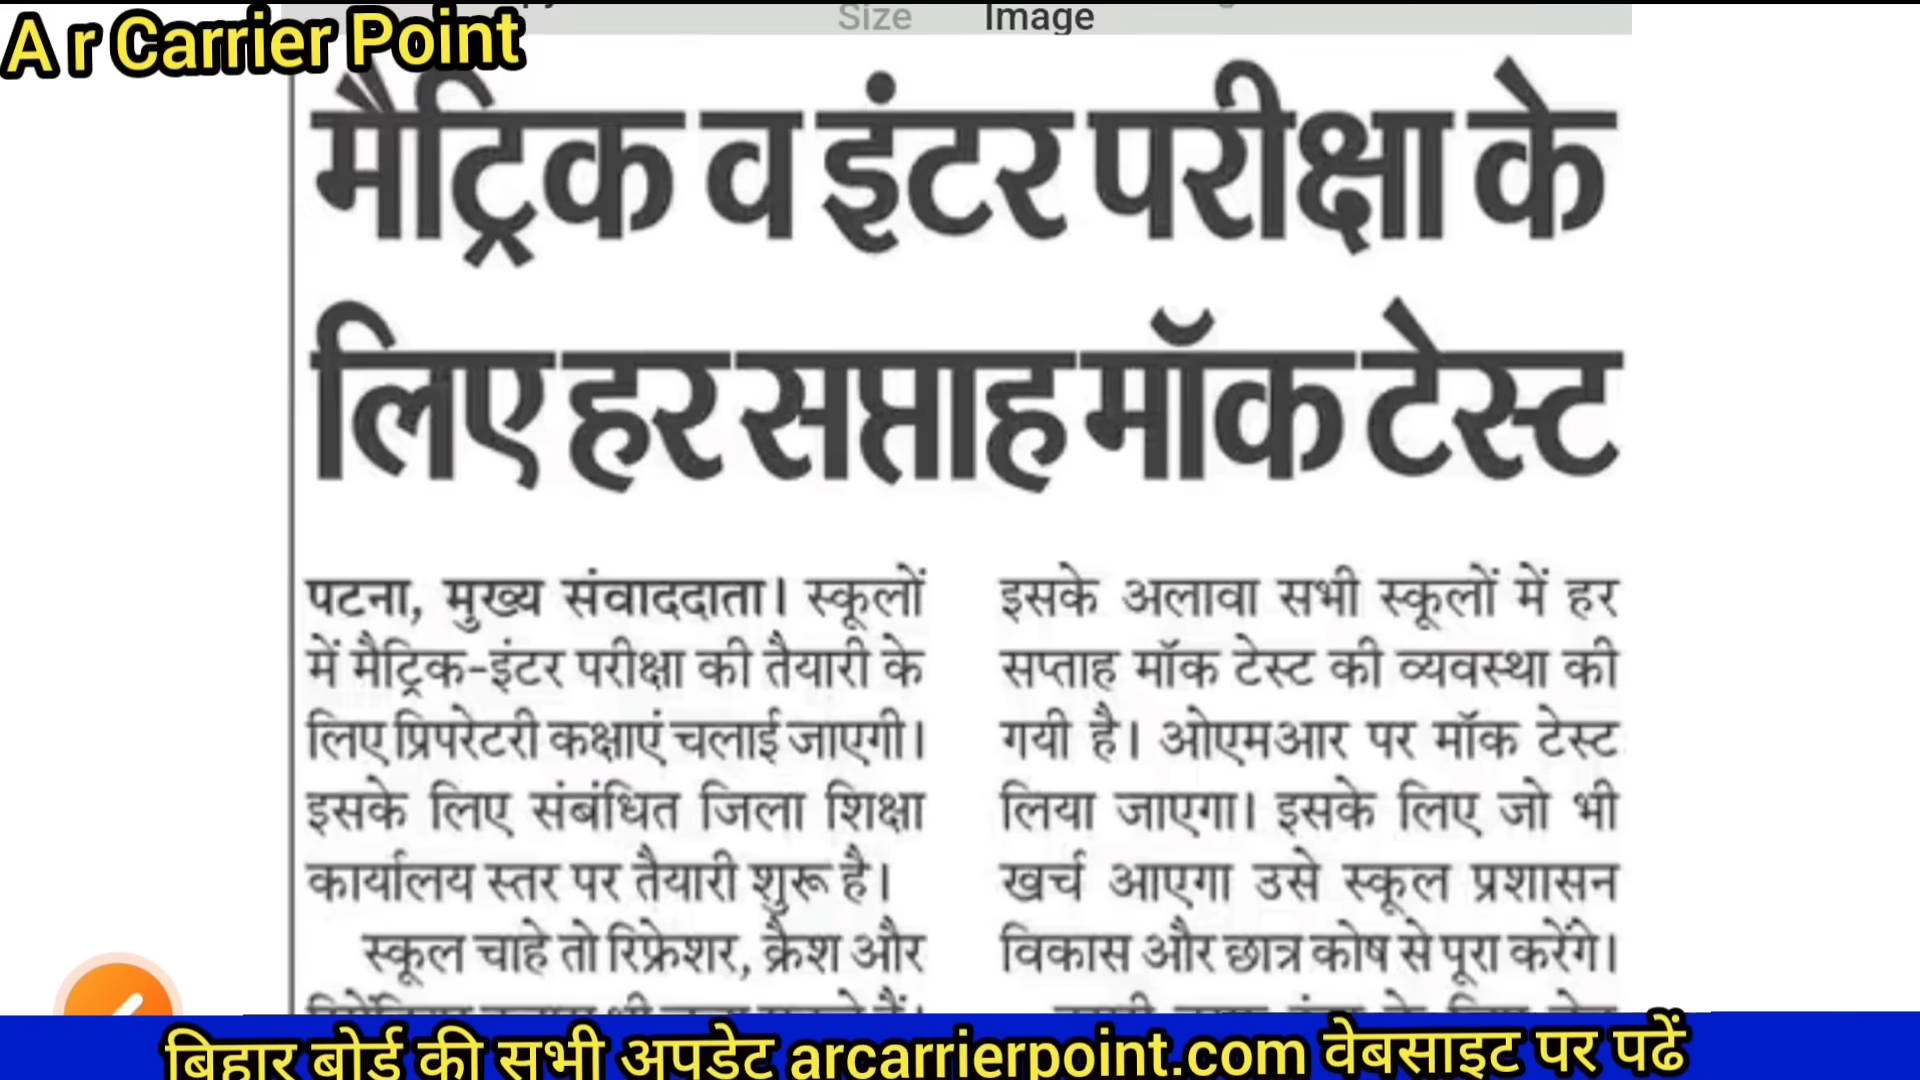 Size Image
A r Carrier Point
मैट्रिक व इंटर परीक्षा के
लिए हर सप्ताह मॉक टेस्ट
पटना, मुख्य संवाददाता। स्कूलों
में मैट्रिक-इंटर परीक्षा की तैयारी के
लिए प्रिपरेटरी कक्षाएं चलाई जाएगी।
इसके लिए संबंधित जिला शिक्षा
कार्यालय स्तर पर तैयारी शुरू है।
स्कूल चाहे तो रिफ्रेशर, क्रैश और
इसके अलावा सभी स्कूलों में हर
सप्ताह मॉक टेस्ट की व्यवस्था की
गयी है। ओएमआर पर मॉक टेस्ट
लिया जाएगा। इसके लिए जो भी
खर्च आएगा उसे स्कूल प्रशासन
विकास और छात्र कोष से पूरा करेंगे।
बिहार बोर्ड की सभी अपडेट arcarrierpoint.com वेबसाइट पर पढें